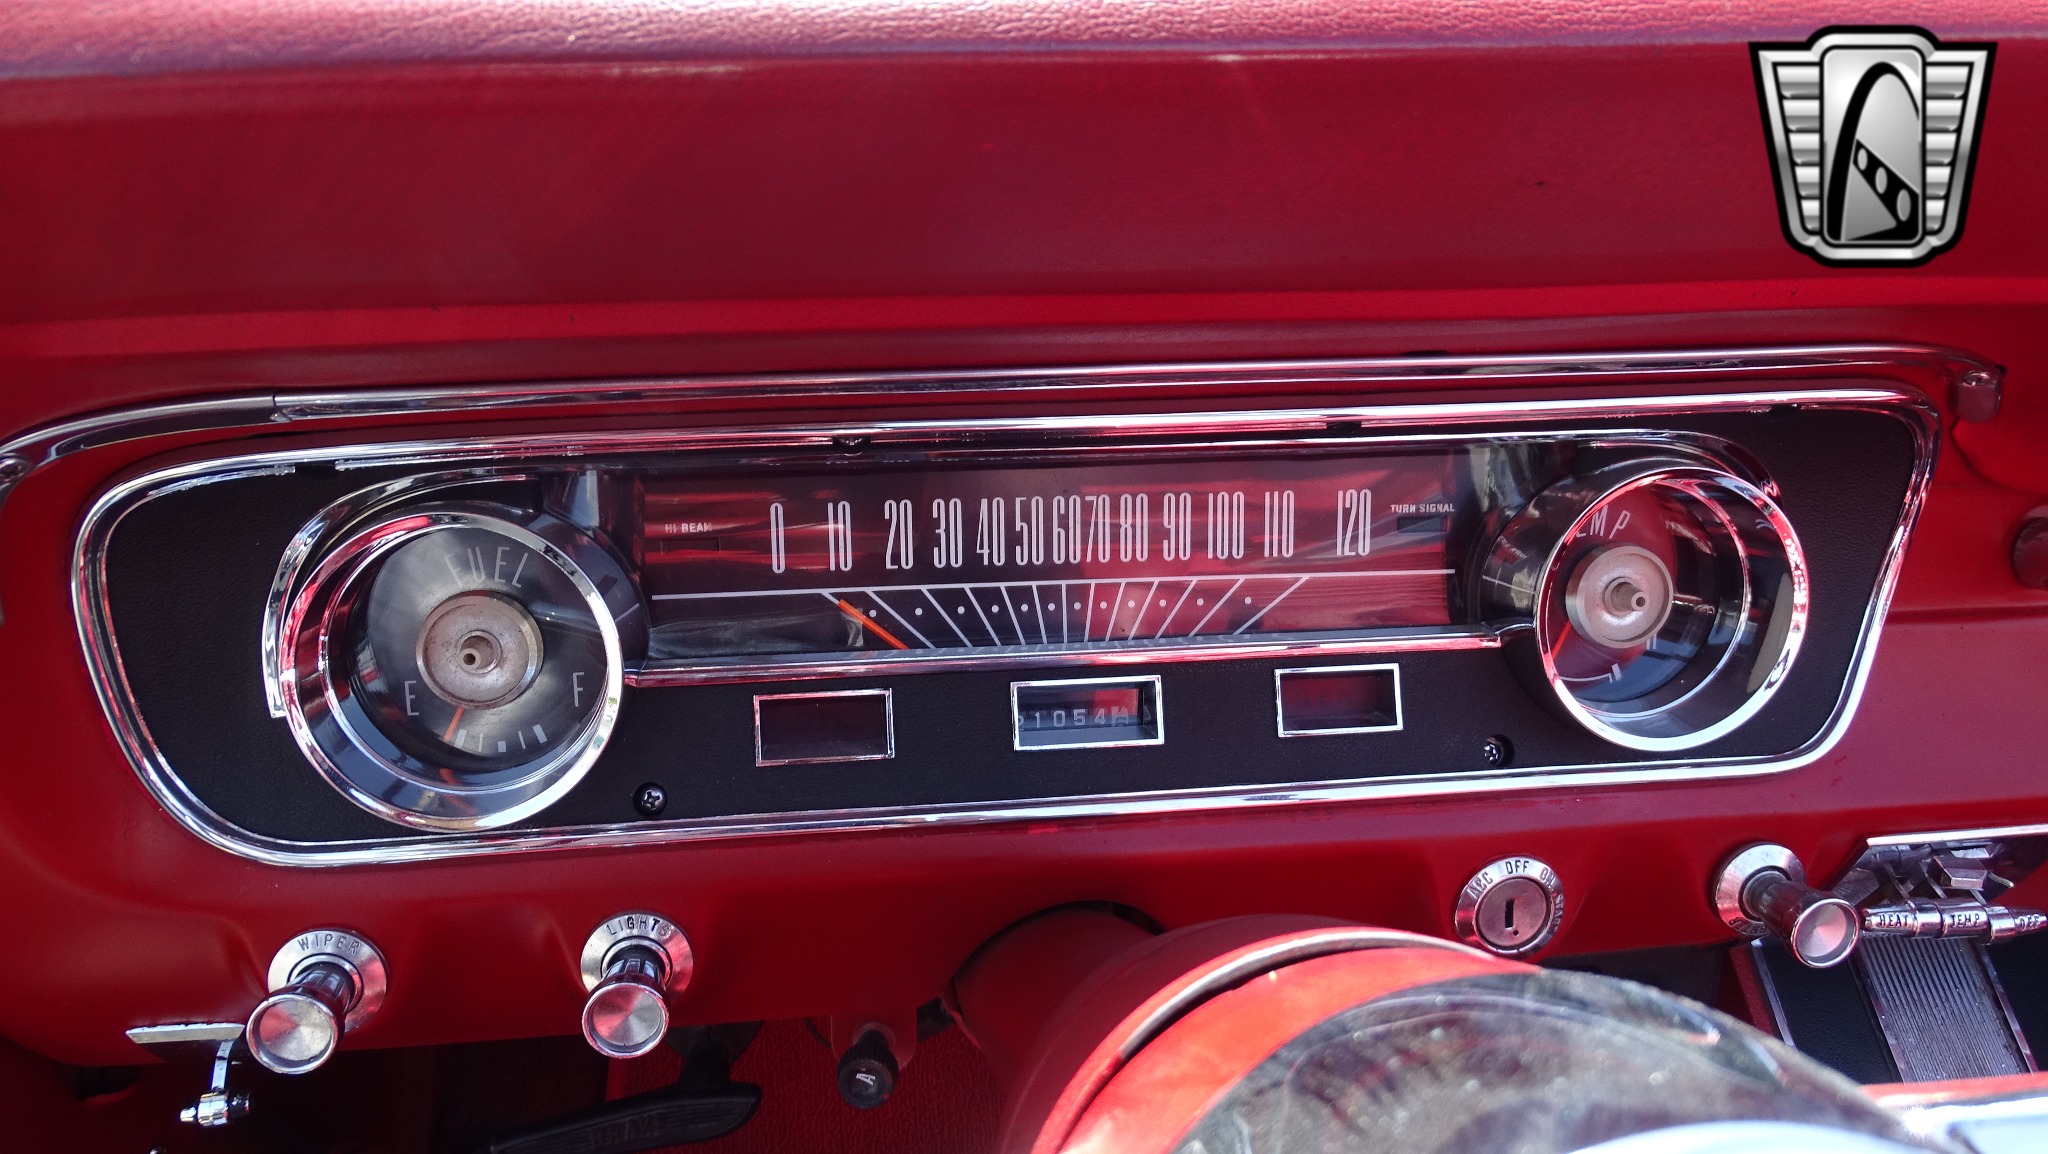 HI BEAM
0 10 20 30 40 50 60 70 80 90 100 110 120
TURN SIGNAL
FUEL
E F
1054
WIPER
LIGHTS
ACC OFF ON
HEAT TEMP
A